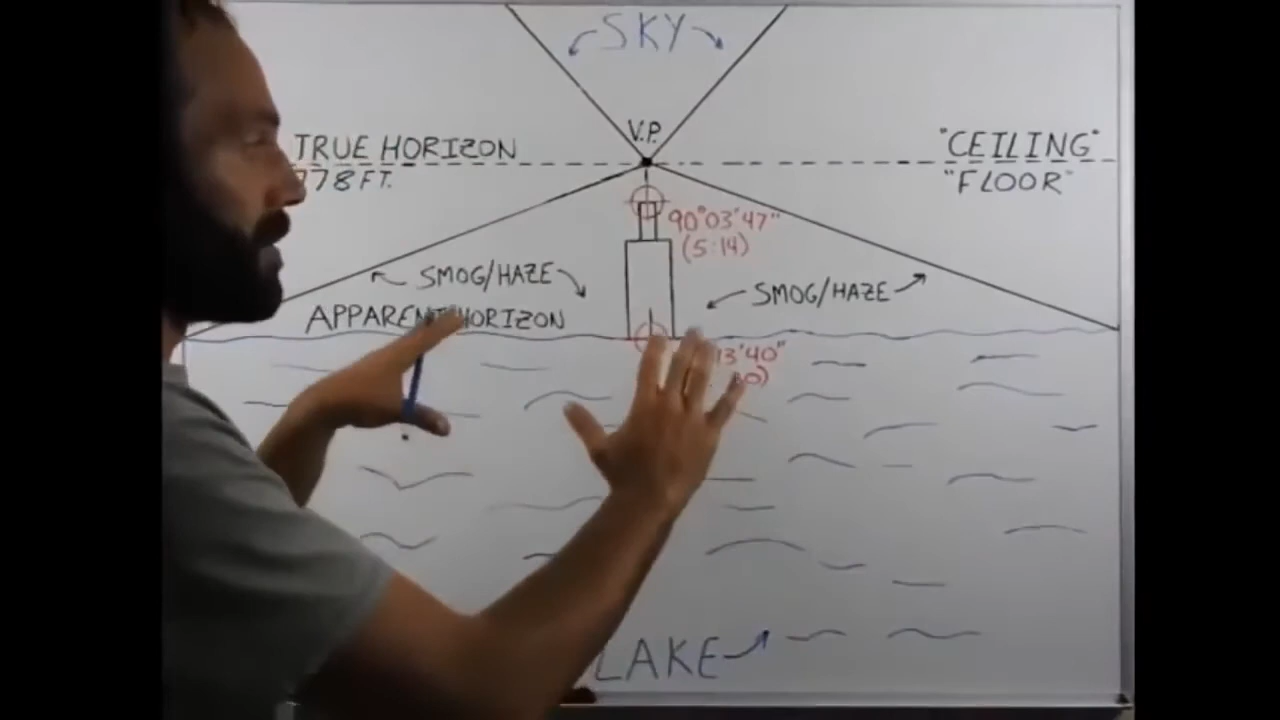 SKY
V.P.
TRUE HORIZON
78 FT.
"CEILING"
"FLOOR"
90°03'47"
(5:14)
SMOG/HAZE
SMOG/HAZE
APPARENT HORIZON
13'40"
LAKE